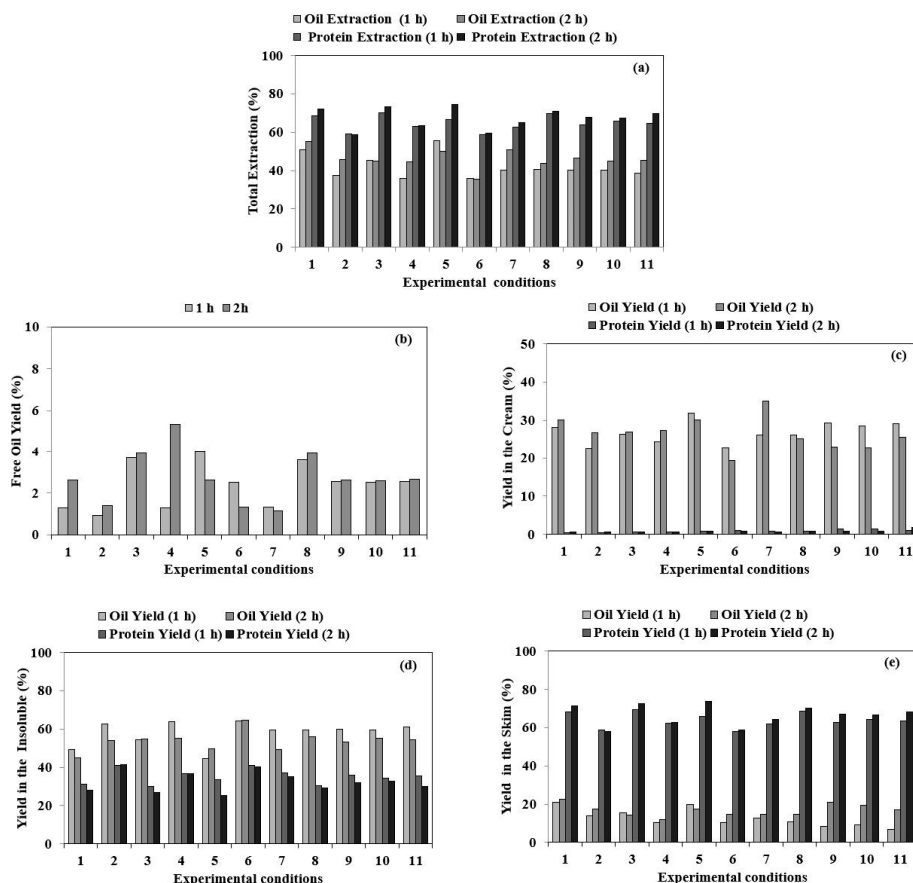 Oil Extraction (1 h) Oil Extraction (2 h)
Protein Extraction (1 h) Protein Extraction (2 h)
(a)
Total Extraction (%)
100
80
60
40
20
0
1 2 3 4 5 6 7 8 9 10 11
Experimental conditions
1 h 2h
(b)
Free Oil Yield (%)
10
8
6
4
2
0
1 2 3 4 5 6 7 8 9 10 11
Experimental conditions
Oil Yield (1 h) Oil Yield (2 h)
Protein Yield (1 h) Protein Yield (2 h)
(c)
Yield in the Cream (%)
50
40
30
20
10
0
1 2 3 4 5 6 7 8 9 10 11
Experimental conditions
Oil Yield (1 h) Oil Yield (2 h)
Protein Yield (1 h) Protein Yield (2 h)
(d)
Yield in the Insoluble (%)
100
80
60
40
20
0
1 2 3 4 5 6 7 8 9 10 11
Experimental conditions
Oil Yield (1 h) Oil Yield (2 h)
Protein Yield (1 h) Protein Yield (2 h)
(e)
Yield in the Skim (%)
100
80
60
40
20
0
1 2 3 4 5 6 7 8 9 10 11
Experimental conditions